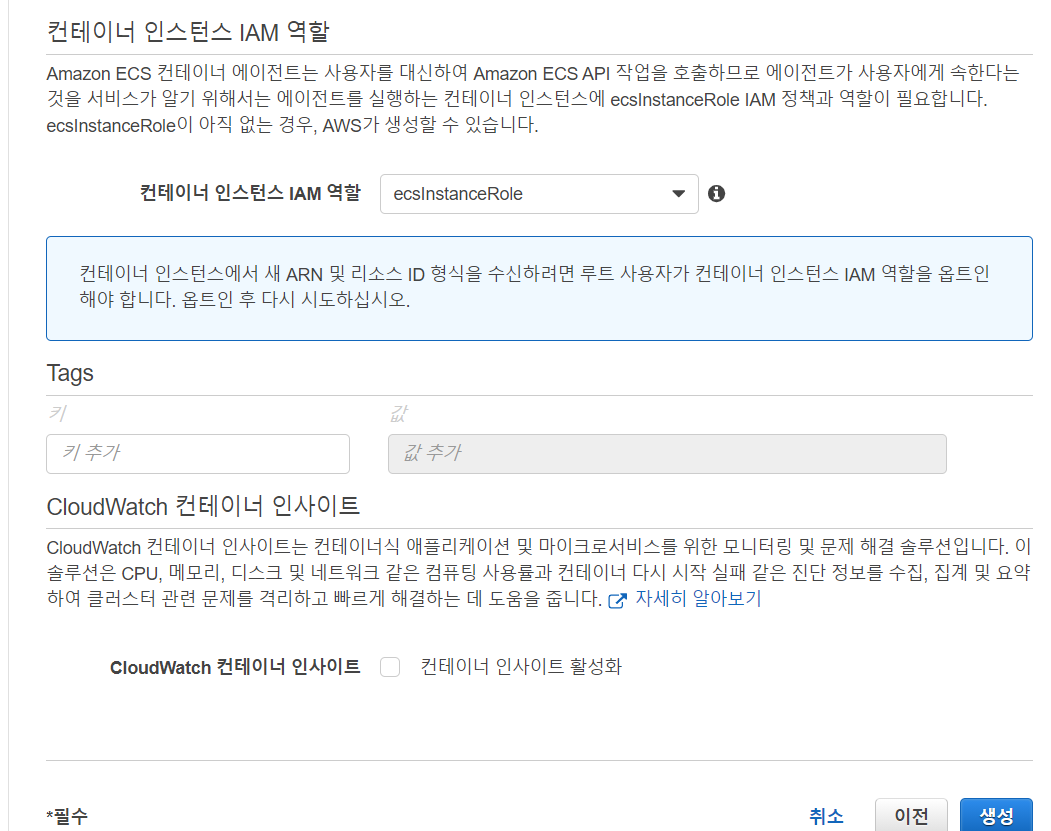 컨테이너 인스턴스 IAM 역할
Amazon ECS 컨테이너 에이전트는 사용자를 대신하여 Amazon ECS API 작업을 호출하므로 에이전트가 사용자에게 속한다는
것을 서비스가 알기 위해서는 에이전트를 실행하는 컨테이너 인스턴스에 ecsInstanceRole IAM 정책과 역할이 필요합니다.
ecsInstanceRole이 아직 없는 경우, AWS가 생성할 수 있습니다.
컨테이너 인스턴스 IAM 역할 ecsInstanceRole
컨테이너 인스턴스에서 새 ARN 및 리소스 ID 형식을 수신하려면 루트 사용자가 컨테이너 인스턴스 IAM 역할을 옵트인
해야 합니다. 옵트인 후 다시 시도하십시오.
Tags
키 값
키 추가 값 추가
CloudWatch 컨테이너 인사이트
CloudWatch 컨테이너 인사이트는 컨테이너식 애플리케이션 및 마이크로서비스를 위한 모니터링 및 문제 해결 솔루션입니다. 이
솔루션은 CPU, 메모리, 디스크 및 네트워크 같은 컴퓨팅 사용률과 컨테이너 다시 시작 실패 같은 진단 정보를 수집, 집계 및 요약
하여 클러스터 관련 문제를 격리하고 빠르게 해결하는 데 도움을 줍니다. 자세히 알아보기
CloudWatch 컨테이너 인사이트 컨테이너 인사이트 활성화
*필수 취소 이전 생성